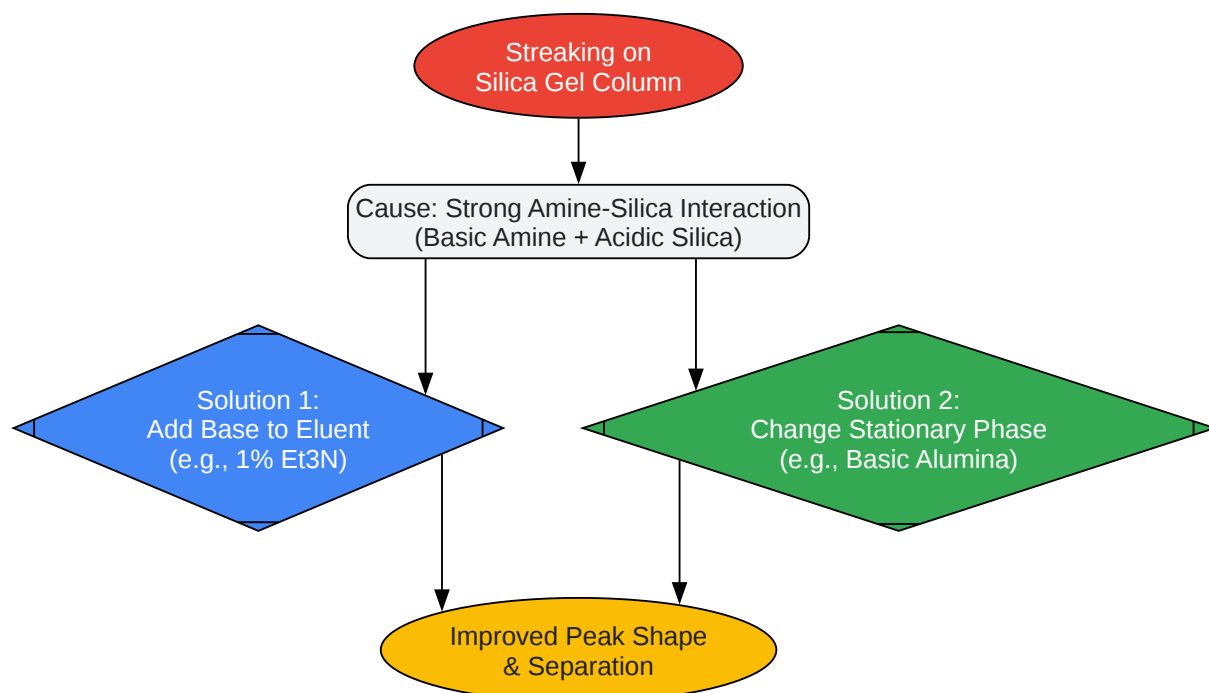 Streaking on
Silica Gel Column
Cause: Strong Amine-Silica Interaction
(Basic Amine + Acidic Silica)
Solution 1:
Add Base to Eluent
(e.g., 1% Et3N)
Solution 2:
Change Stationary Phase
(e.g., Basic Alumina)
Improved Peak Shape
& Separation